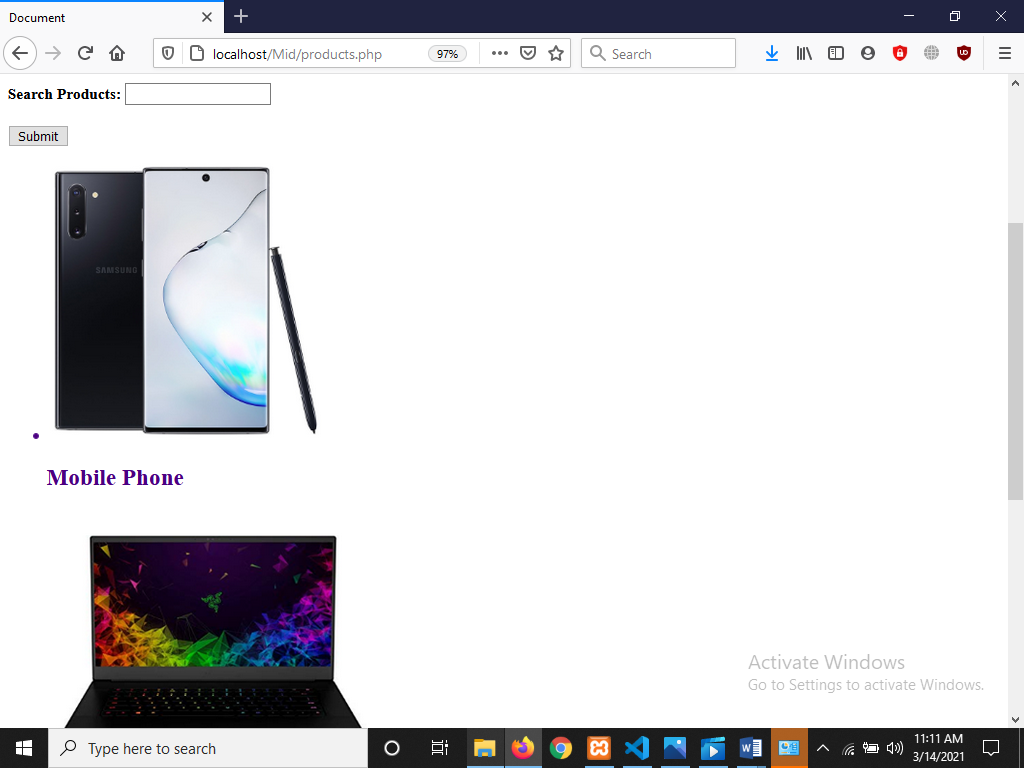 Document
localhost/Mid/products.php
97%
Search
Search Products:
Submit
SAMSUNG
Mobile Phone
Activate Windows
Go to Settings to activate Windows.
Type here to search
11:11 AM
3/14/2021